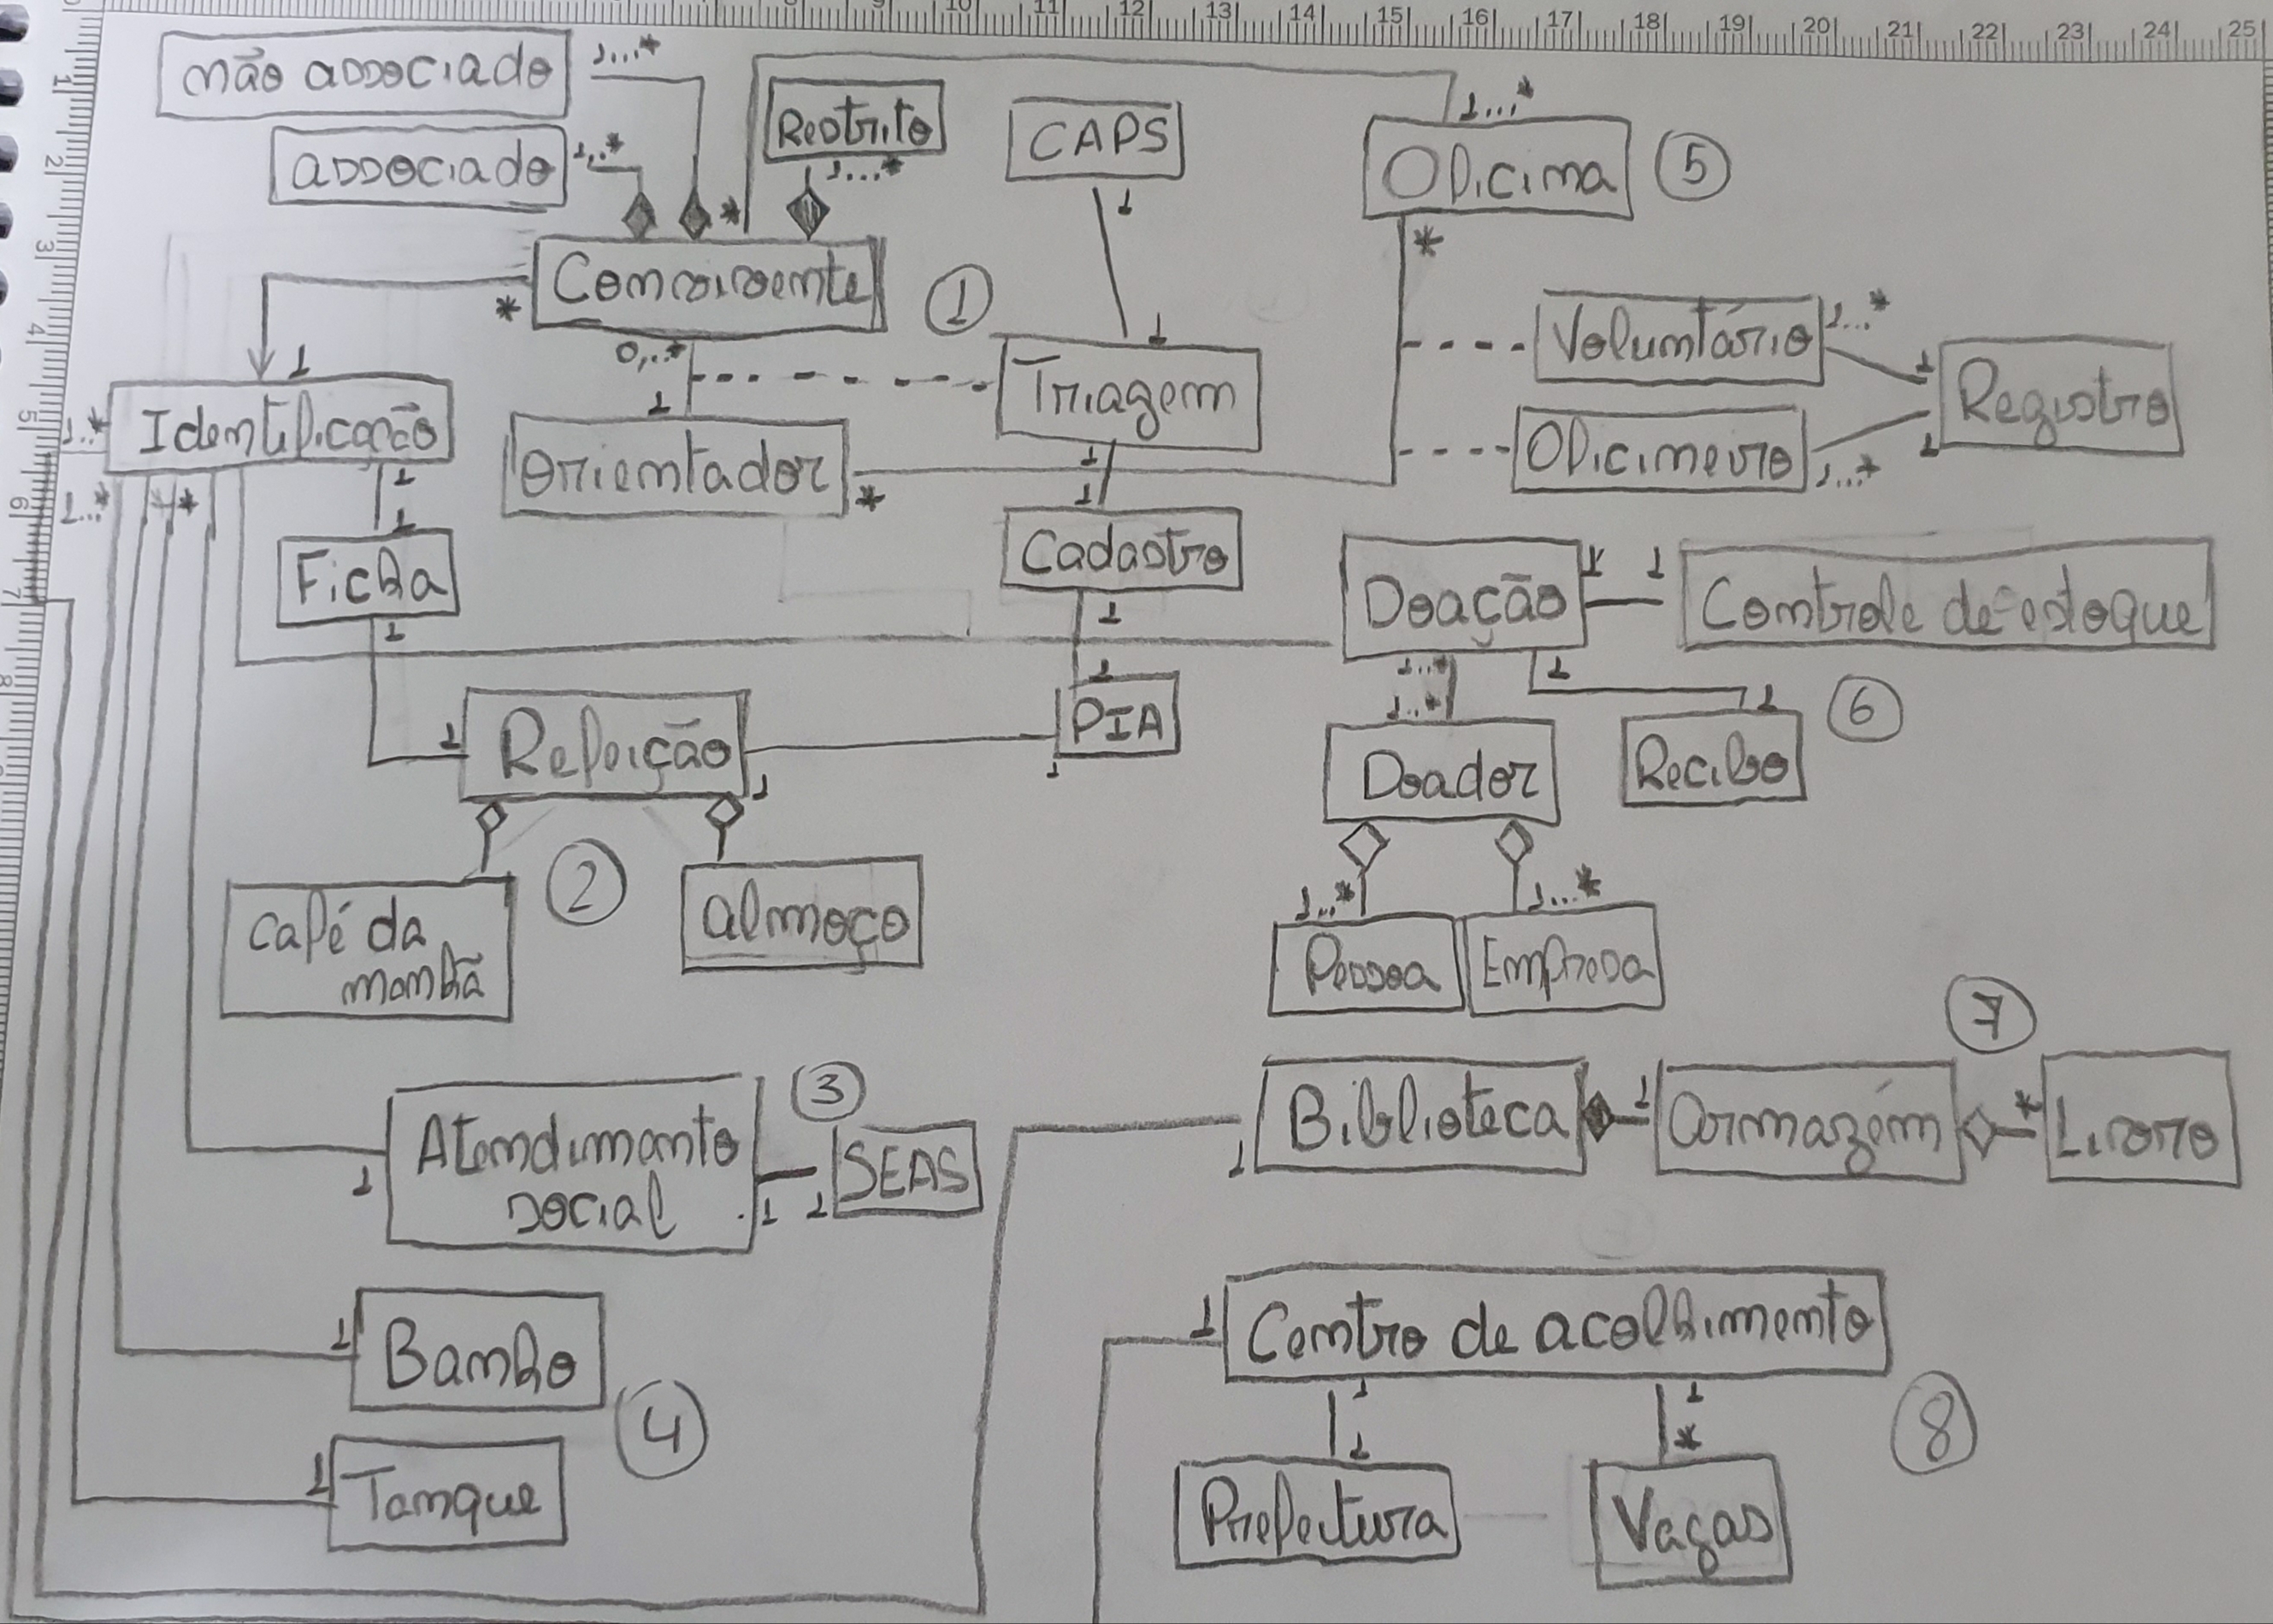 não associado
1...*
associado
1...*
Restrito
1...*
CAPS
1
1...*
Oficina
5
*
*
Convivente
*
1
0,..*
1
1
Identificação
1..*
1...*
*
1
Triagem
1
Orientador
*
Voluntário
1...*
Oficineiro
1...*
1
1
Registro
1
Ficha
1
1
Cadastro
1
Doação
*
1
Controle de estoque
1
PIA
1
1
Refeição
1
1...*
1...*
1
1
Doador
Recibo
6
2
café da
manhã
almoço
1...*
1...*
Pessoa
Empresa
7
3
Atendimento
social
1
1
1
SEAS
1
Biblioteca
1
armazém
*
Livro
1
Banho
4
1
Tanque
1
Centro de acolhimento
1
1
1
*
8
Prefeitura
Vagas
10 11 12 13 14 15 16 17 18 19 20 21 22 23 24 25
1
2
3
4
5
6
7
8